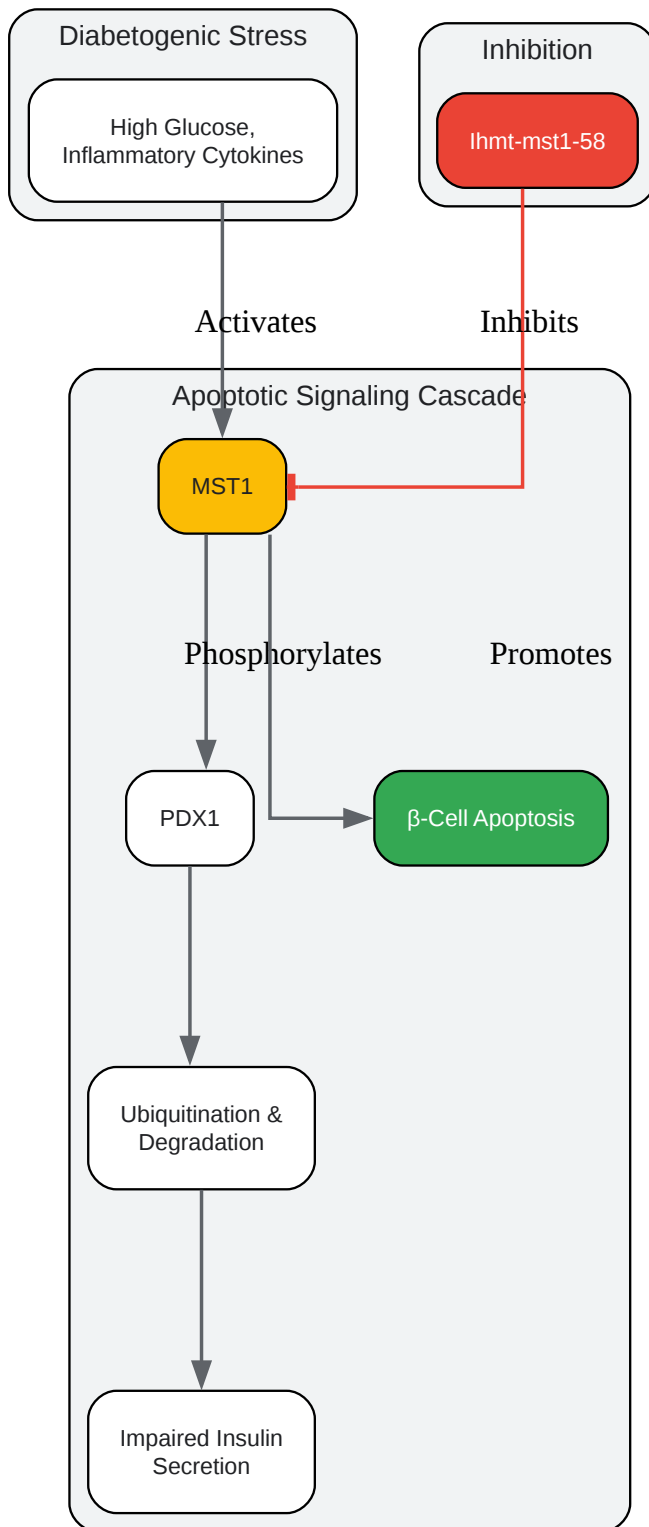 Diabetogenic Stress
Inhibition
High Glucose,
Inflammatory Cytokines
Ihmt-mst1-58
Activates
Inhibits
Apoptotic Signaling Cascade
MST1
Phosphorylates
Promotes
PDX1
β-Cell Apoptosis
Ubiquitination &
Degradation
Impaired Insulin
Secretion